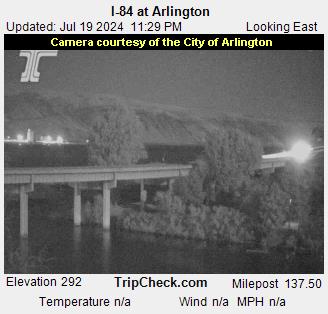 I-84 at Arlington
Updated: Jul 19 2024 11:29 PM Looking East
Camera courtesy of the City of Arlington
Elevation 292 TripCheck.com Milepost 137.50
Temperature n/a Wind n/a MPH n/a